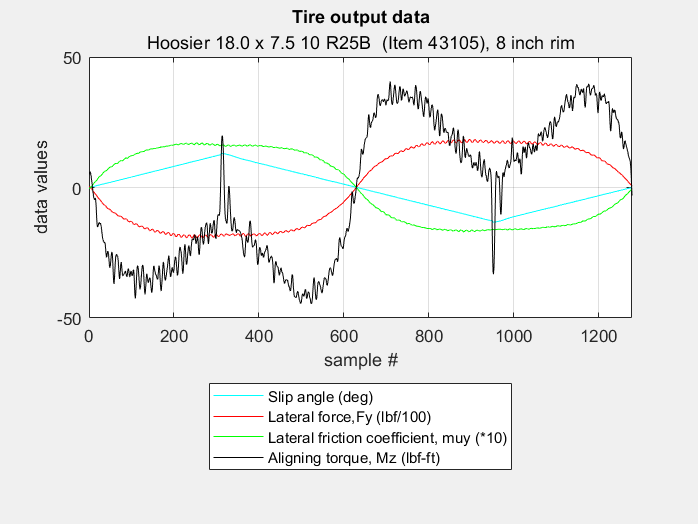 Tire output data
Hoosier 18.0 x 7.5 10 R25B (Item 43105), 8 inch rim
50
0
-50
data values
0 200 400 600 800 1000 1200
sample #
Slip angle (deg)
Lateral force,Fy (lbf/100)
Lateral friction coefficient, muy (*10)
Aligning torque, Mz (lbf-ft)